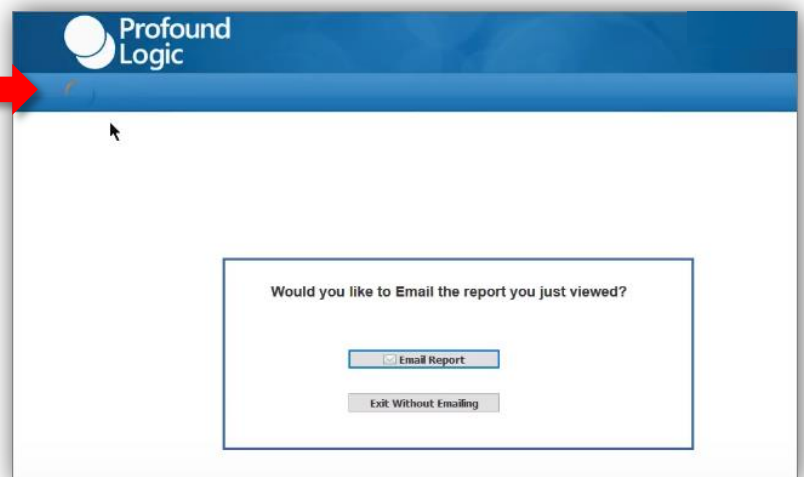 Profound
Logic
Would you like to Email the report you just viewed?
Email Report
Exit Without Emailing